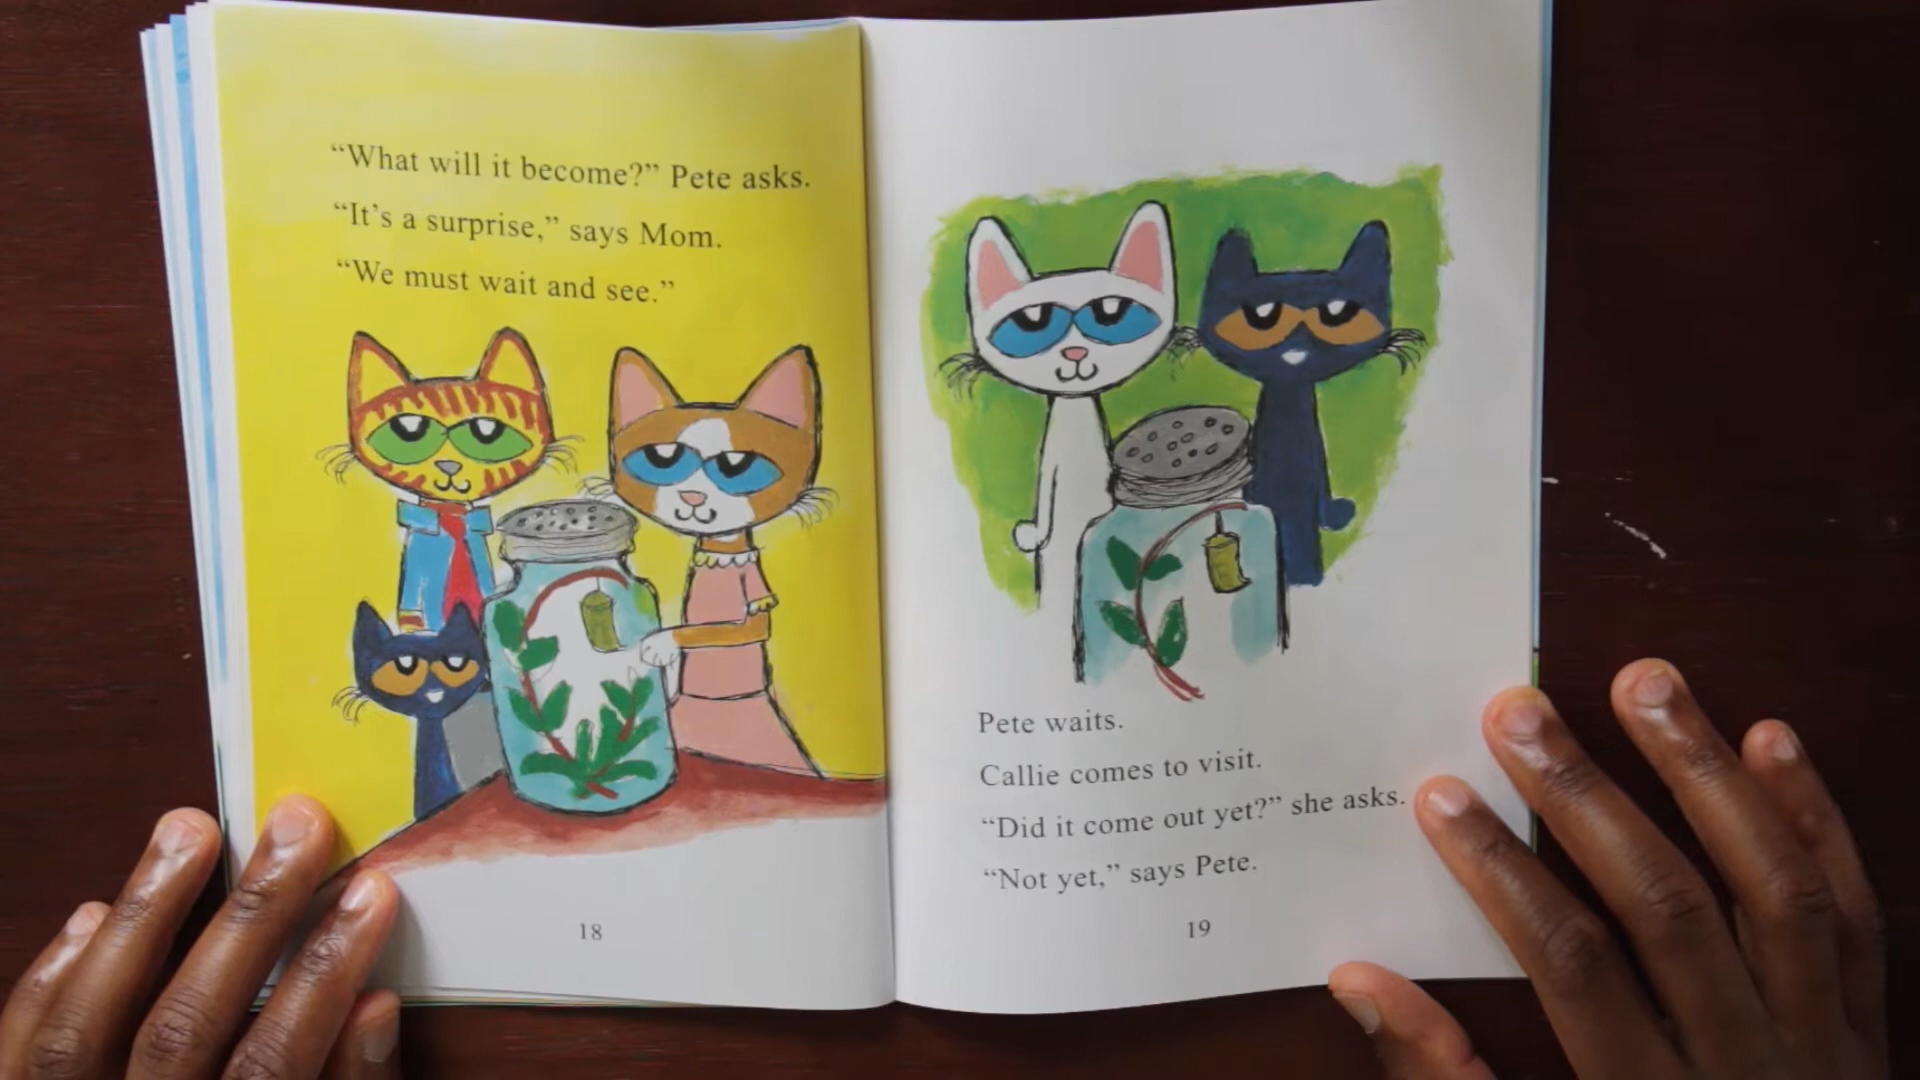 “What will it become?” Pete asks.
“It’s a surprise,” says Mom.
“We must wait and see.”
18
Pete waits.
Callie comes to visit.
“Did it come out yet?” she asks.
“Not yet,” says Pete.
19